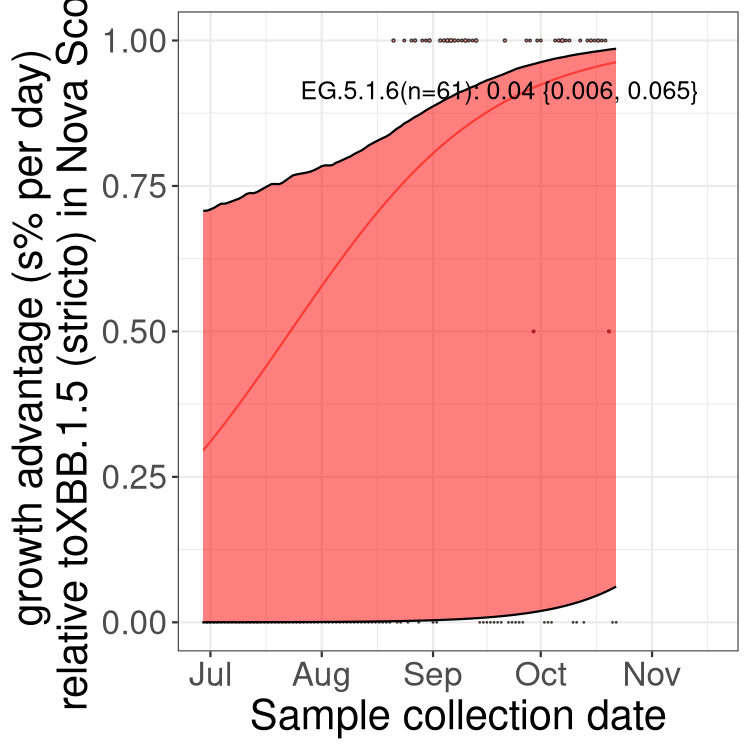 growth advantage (s% per day)
relative toXBB.1.5 (stricto) in Nova Sco
1.00
0.75
0.50
0.25
0.00
EG.5.1.6(n=61): 0.04 {0.006, 0.065}
Jul Aug Sep Oct Nov
Sample collection date